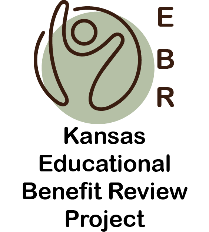 E
B
R
Kansas
Educational
Benefit Review
Project